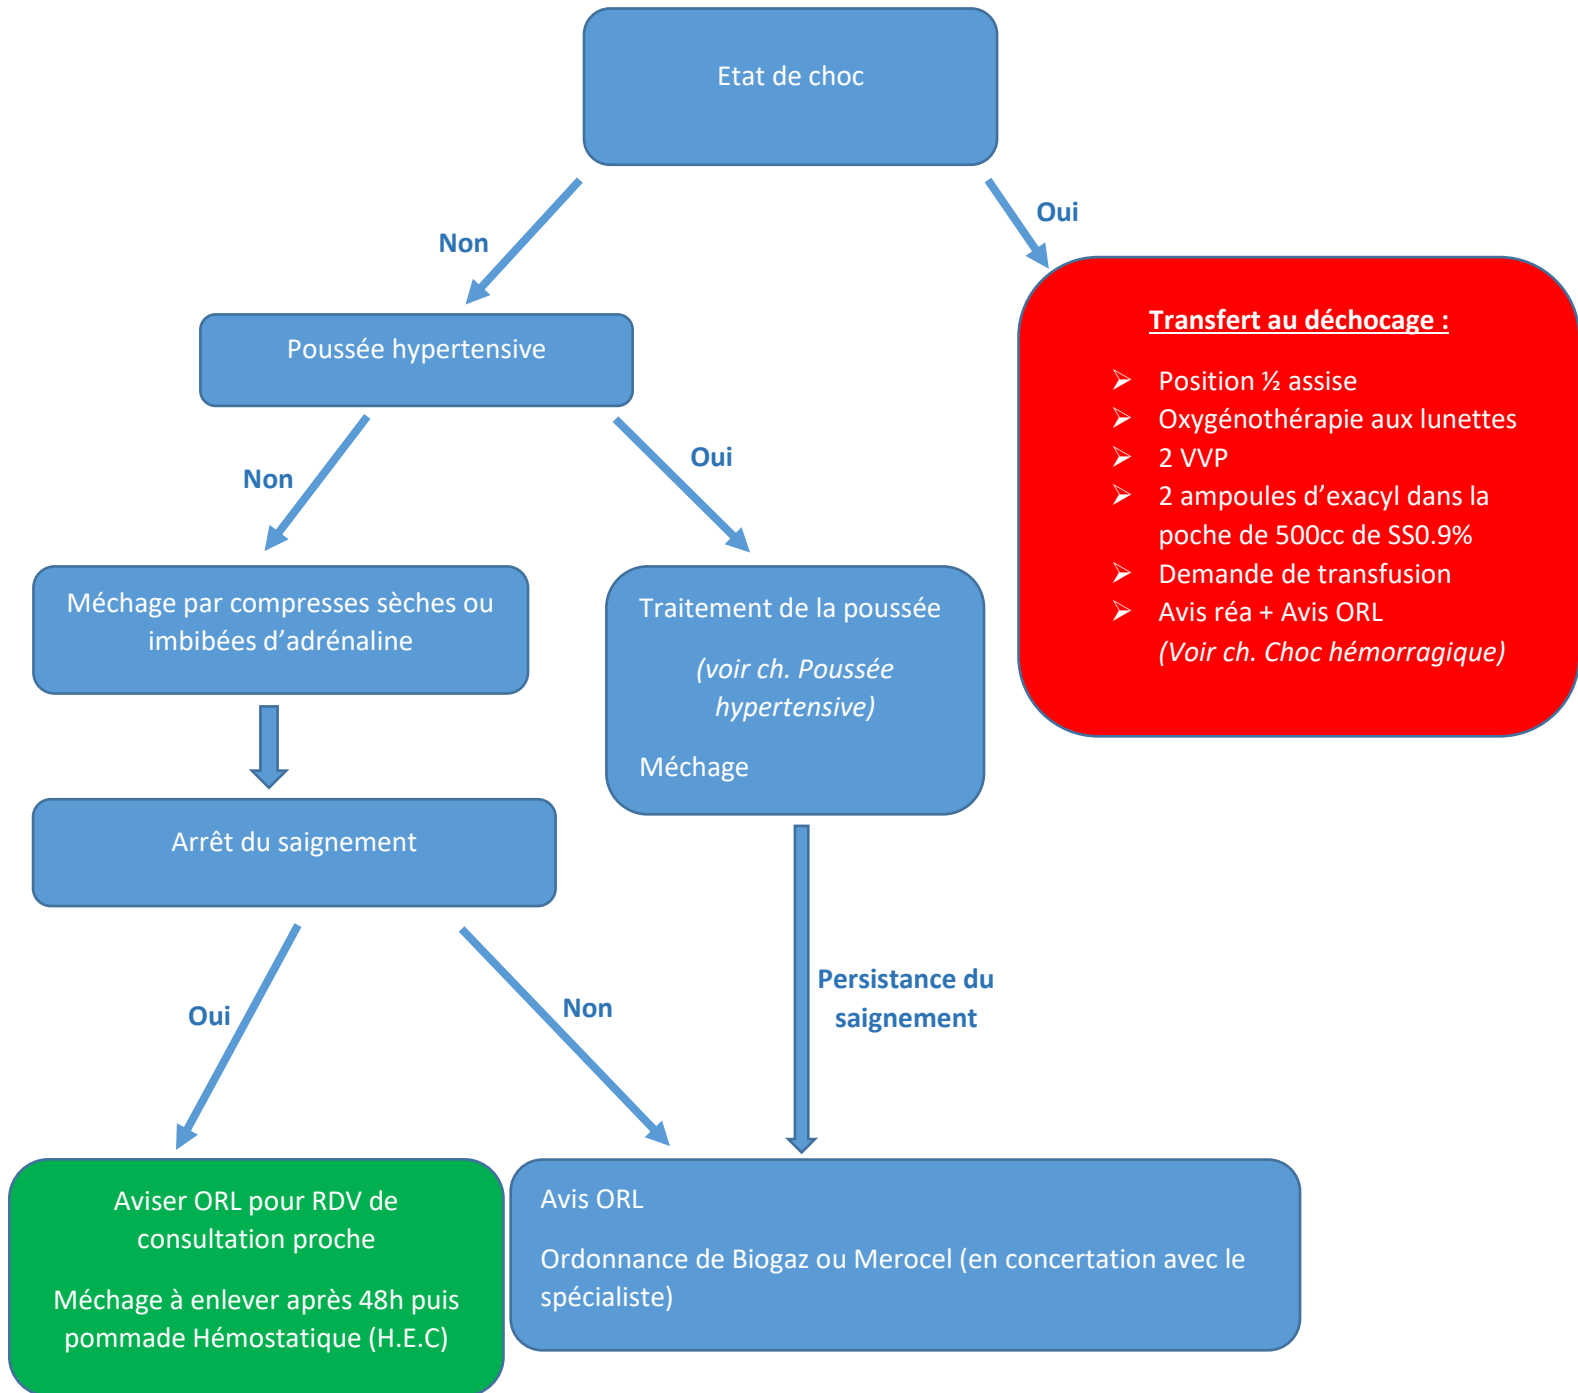 Etat de choc
Non
Oui
Poussée hypertensive
Transfert au déchocage :
➢ Position ½ assise
➢ Oxygénothérapie aux lunettes
➢ 2 VVP
➢ 2 ampoules d’exacyl dans la
poche de 500cc de SS0.9%
➢ Demande de transfusion
➢ Avis réa + Avis ORL
(Voir ch. Choc hémorragique)
Non
Oui
Méchage par compresses sèches ou
imbibées d’adrénaline
Traitement de la poussée
(voir ch. Poussée
hypertensive)
Méchage
Arrêt du saignement
Oui
Non
Persistance du
saignement
Aviser ORL pour RDV de
consultation proche
Méchage à enlever après 48h puis
pommade Hémostatique (H.E.C)
Avis ORL
Ordonnance de Biogaz ou Merocel (en concertation avec le
spécialiste)